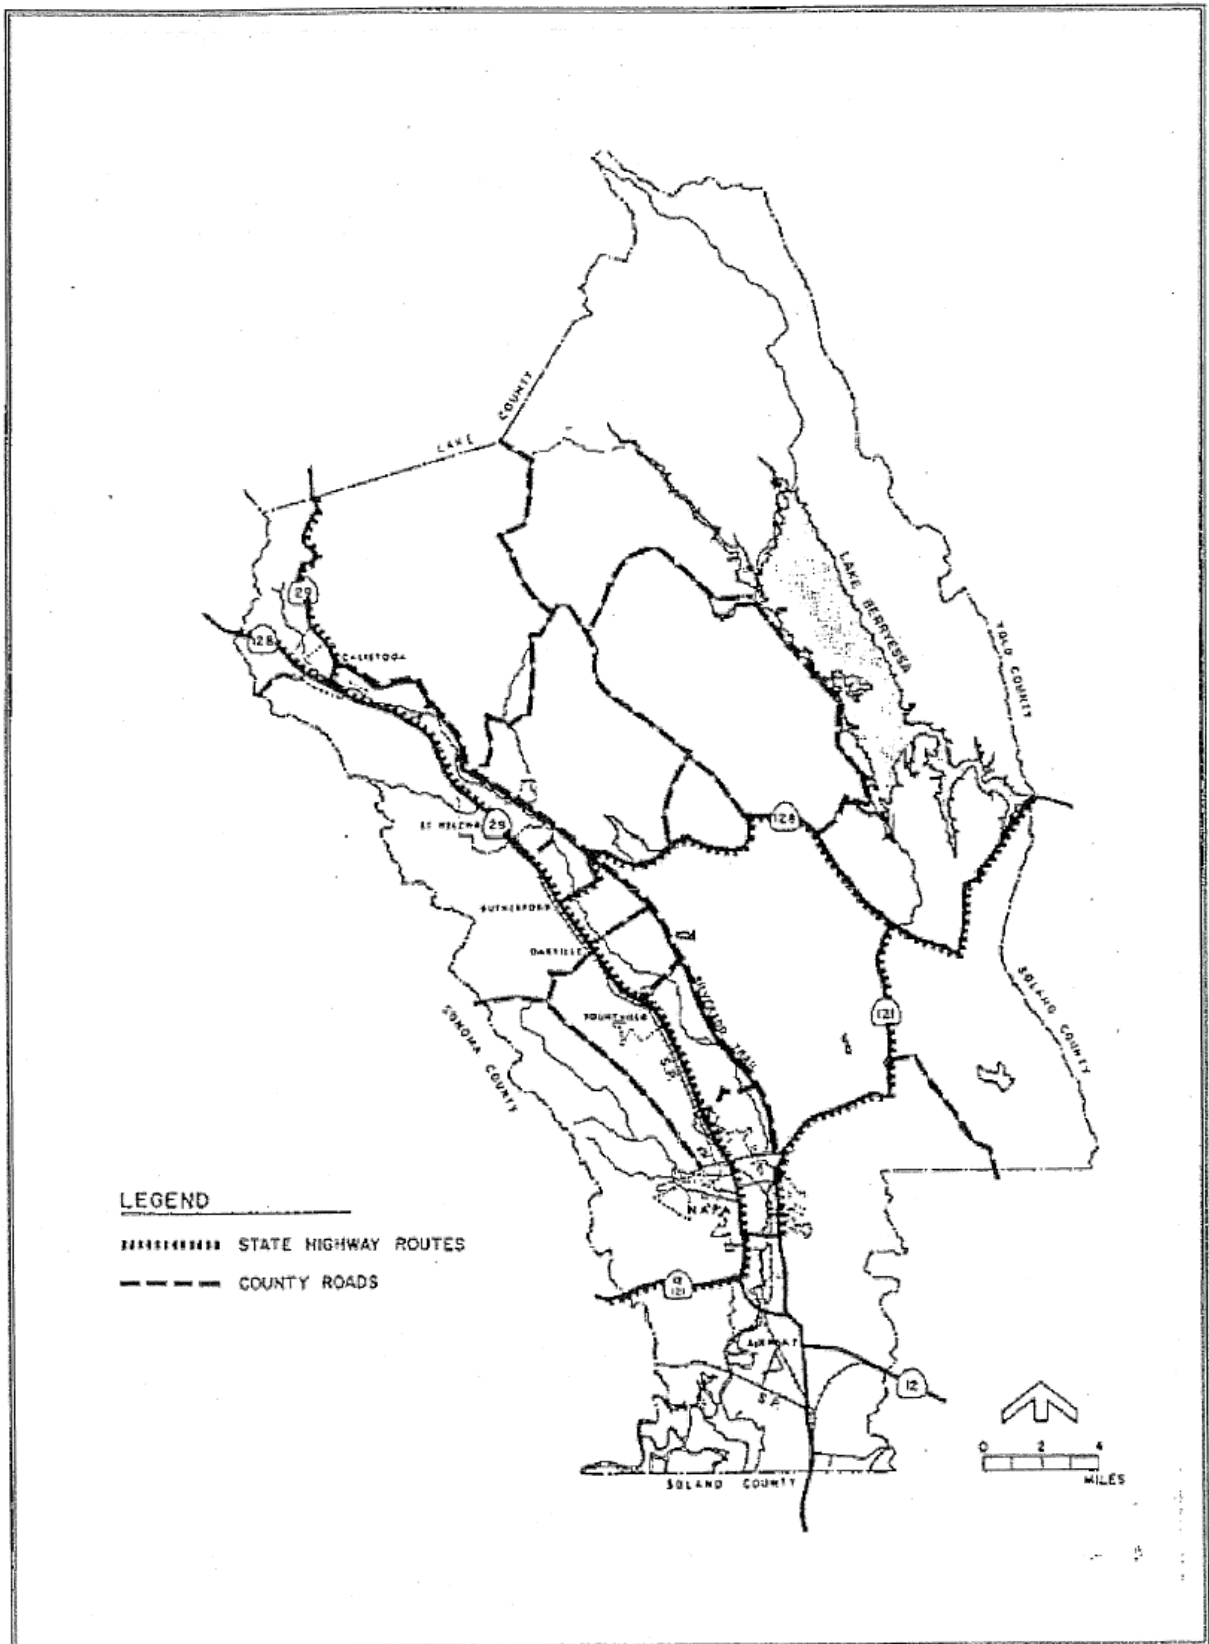 COUNTY
LAKE
29
128
CALISTOGA
LAKE BERRYESSA
YOLO COUNTY
ST HELENA
29
128
RUTHERFORD
OAKVILLE
SILVERADO TRAIL
121
SOLANO COUNTY
SONOMA COUNTY
YOUNTVILLE
S.P.
NAPA
LEGEND
STATE HIGHWAY ROUTES
COUNTY ROADS
12
121
AIRPORT
S.P.
12
0 2 4
MILES
SOLANO COUNTY